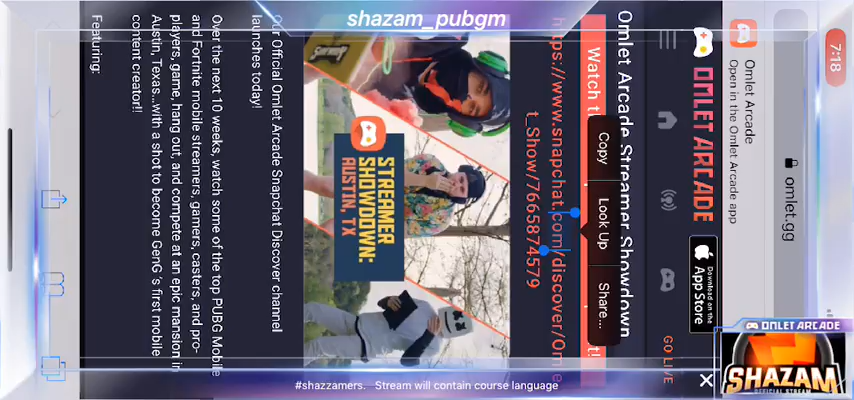 shazam_pubgm
7:18
omlet.gg
Omlet Arcade
Open in the Omlet Arcade app
OMLET ARCADE
Download on the
App Store
GO LIVE
Omlet Arcade Streamer Showdown
Watch t
Copy
Look Up
Share...
https://www.snapchat.com/discover/Om
t_Show/7665874579
STREAMER
SHOWDOWN:
AUSTIN, TX
Our Official Omlet Arcade Snapchat Discover channel
launches today!
Over the next 10 weeks, watch some of the top PUBG Mobile
and Fortnite mobile streamers, gamers, casters, and pro-
players, game, hang out, and compete at an epic mansion in
Austin, Texas...with a shot to become GenG's first mobile
content creator!!
Featuring:
OMLET ARCADE
SHAZAM
OFFICIAL STREAM
#shazzamers. Stream will contain course language